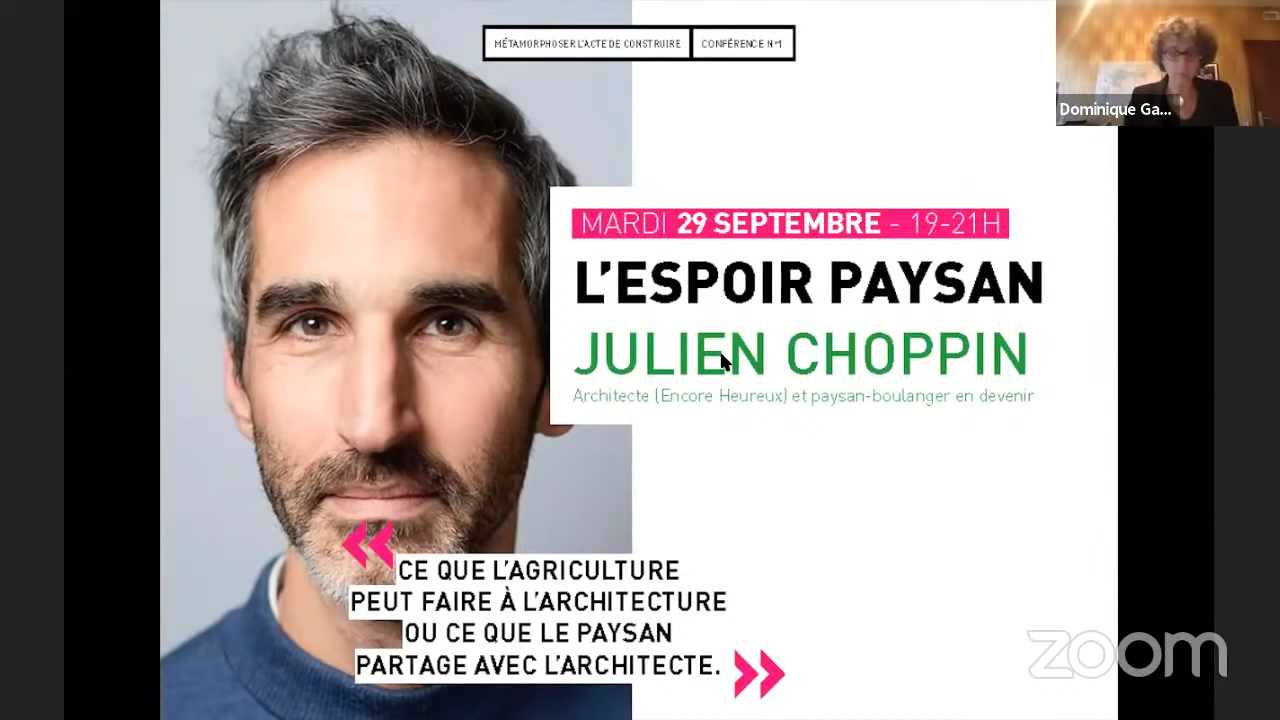 MÉTAMORPHOSER L'ACTE DE CONSTRUIRE
CONFÉRENCE N°1
Dominique Ga...
MARDI 29 SEPTEMBRE - 19-21H
L'ESPOIR PAYSAN
JULIEN CHOPPIN
Architecte (Encore Heureux) et paysan-boulanger en devenir
« CE QUE L'AGRICULTURE
PEUT FAIRE À L'ARCHITECTURE
OU CE QUE LE PAYSAN
PARTAGE AVEC L'ARCHITECTE. »
zoom